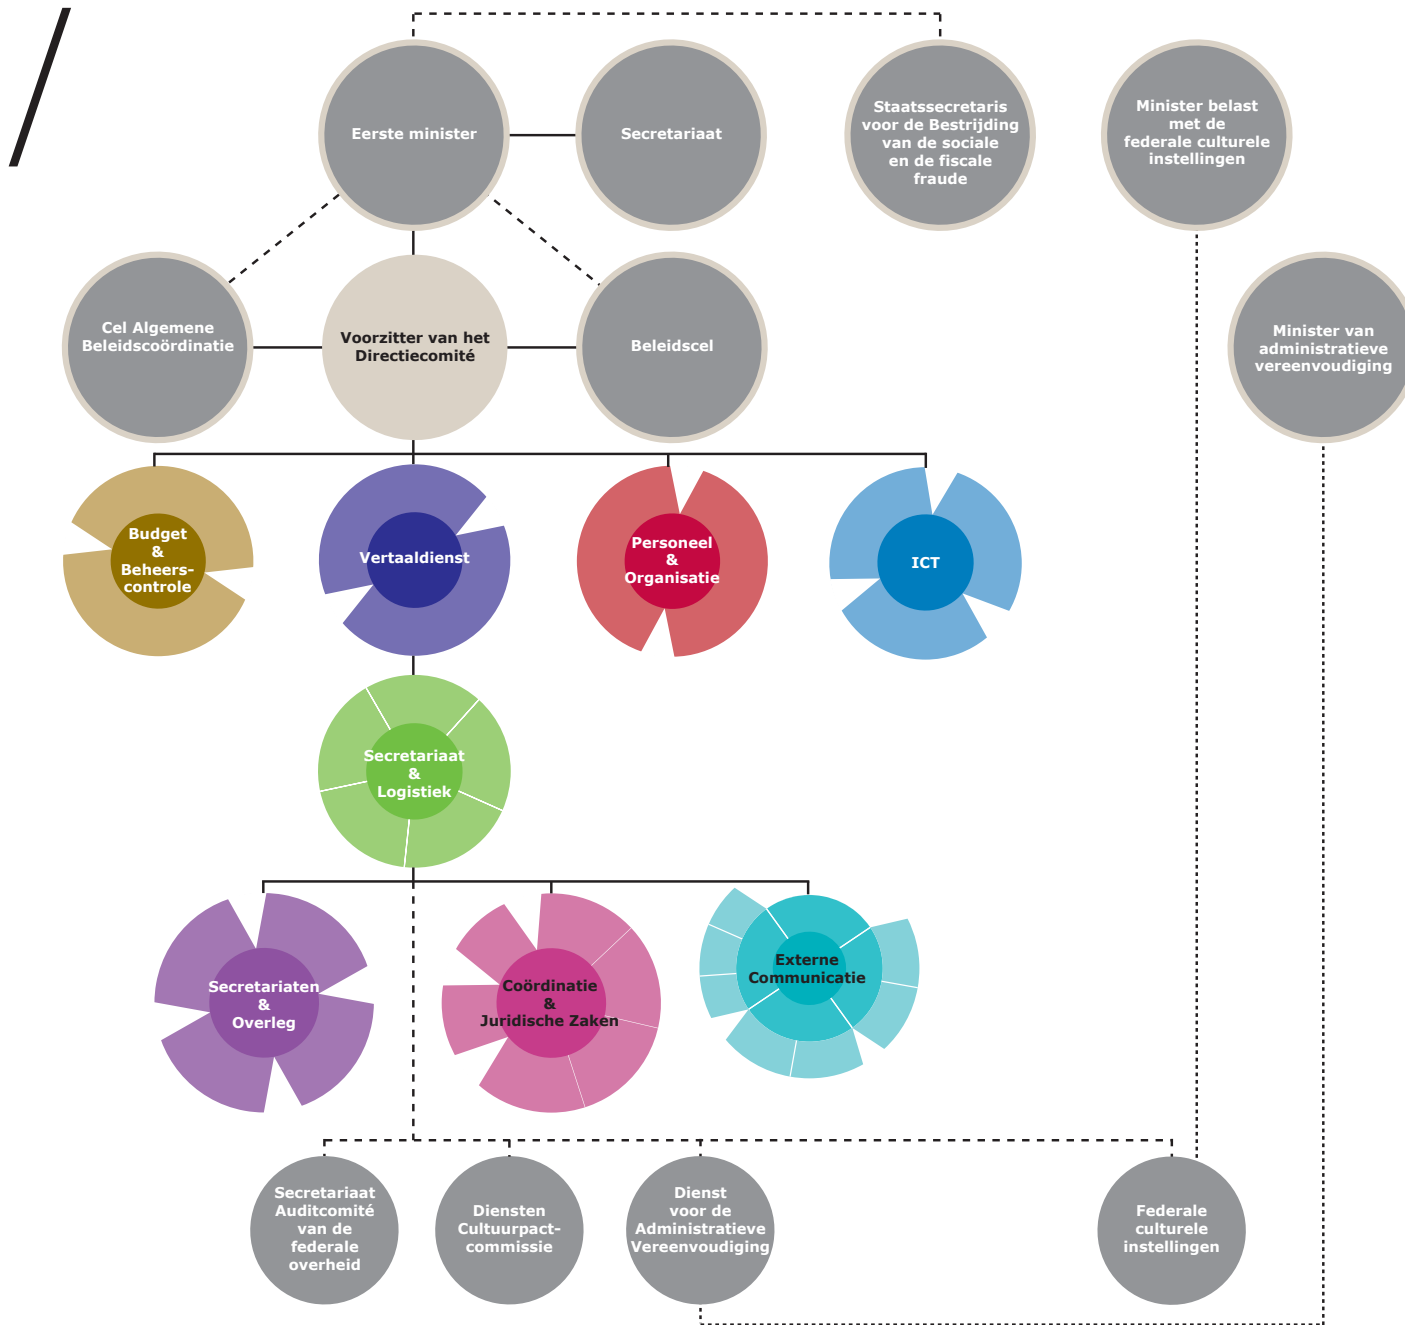 Eerste minister
Secretariaat
Staatssecretaris
voor de Bestrijding
van de sociale
en de fiscale
fraude
Minister belast
met de
federale culturele
instellingen
Cel Algemene
Beleidscoördinatie
Voorzitter van het
Directiecomité
Beleidscel
Minister van
administratieve
vereenvoudiging
Budget
&
Beheers-
controle
Vertaaldienst
Personeel
&
Organisatie
ICT
Secretariaat
&
Logistiek
Secretariaten
&
Overleg
Coördinatie
&
Juridische Zaken
Externe
Communicatie
Secretariaat
Auditcomité
van de
federale
overheid
Diensten
Cultuurpact-
commissie
Dienst
voor de
Administratieve
Vereenvoudiging
Federale
culturele
instellingen